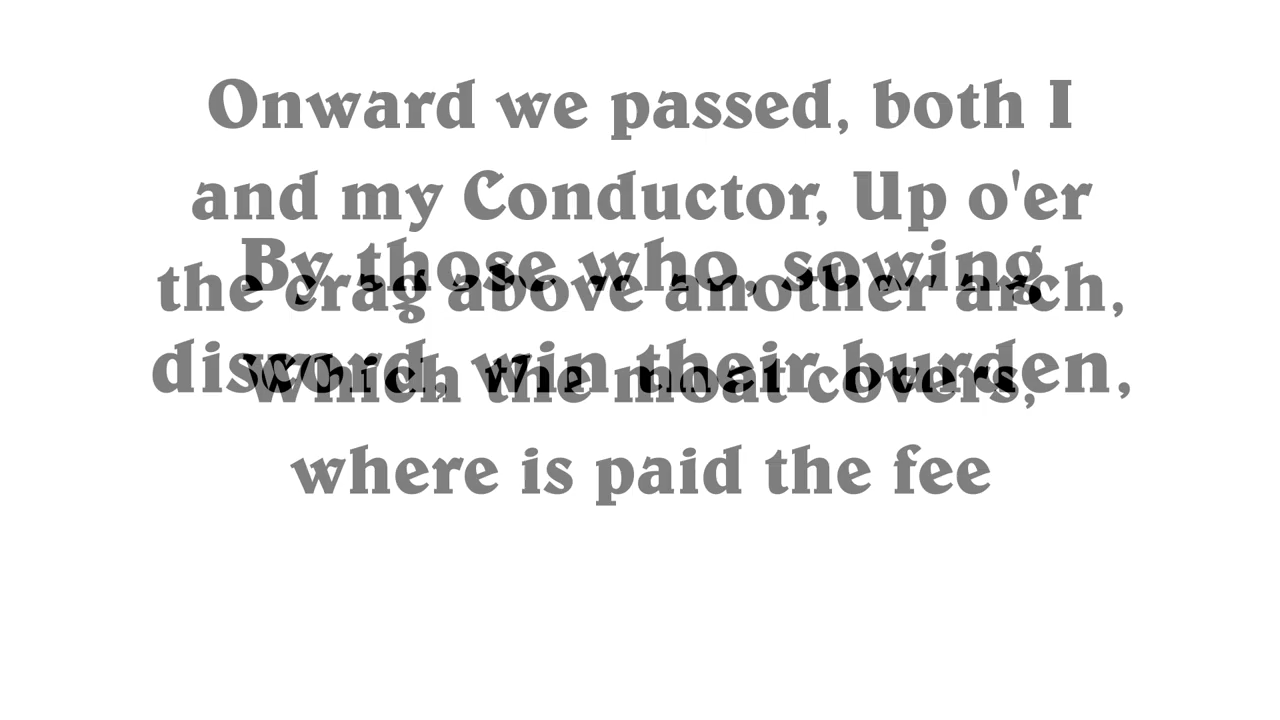 Onward we passed, both I
and my Conductor, Up o'er
the crag above another arch,
Which the moat covers,
where is paid the fee
By those who, sowing
discord, win their burden,